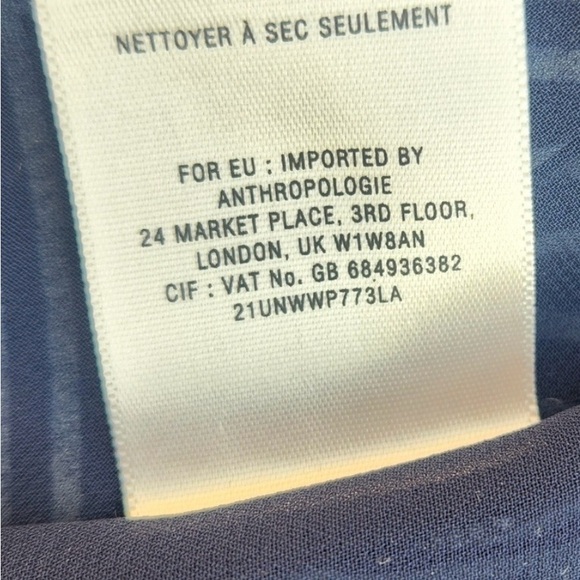 NETTOYER À SEC SEULEMENT
FOR EU : IMPORTED BY
ANTHROPOLOGIE
24 MARKET PLACE, 3RD FLOOR,
LONDON, UK W1W8AN
CIF : VAT No. GB 684936382
21UNWWP773LA